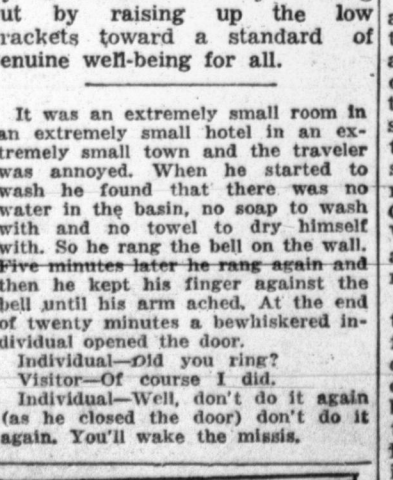 ut by raising up the low
rackets toward a standard of
enuine well-being for all.
It was an extremely small room in
an extremely small hotel in an ex-
tremely small town and the traveler
was annoyed. When he started to
wash he found that there was no
water in the basin, no soap to wash
with and no towel to dry himself
with. So he rang the bell on the wall.
Five minutes later he rang again and
then he kept his finger against the
bell until his arm ached. At the end
of twenty minutes a bewhiskered in-
dividual opened the door.
Individual—Did you ring?
Visitor—Of course I did.
Individual—Well, don't do it again
(as he closed the door) don't do it
again. You'll wake the missis.